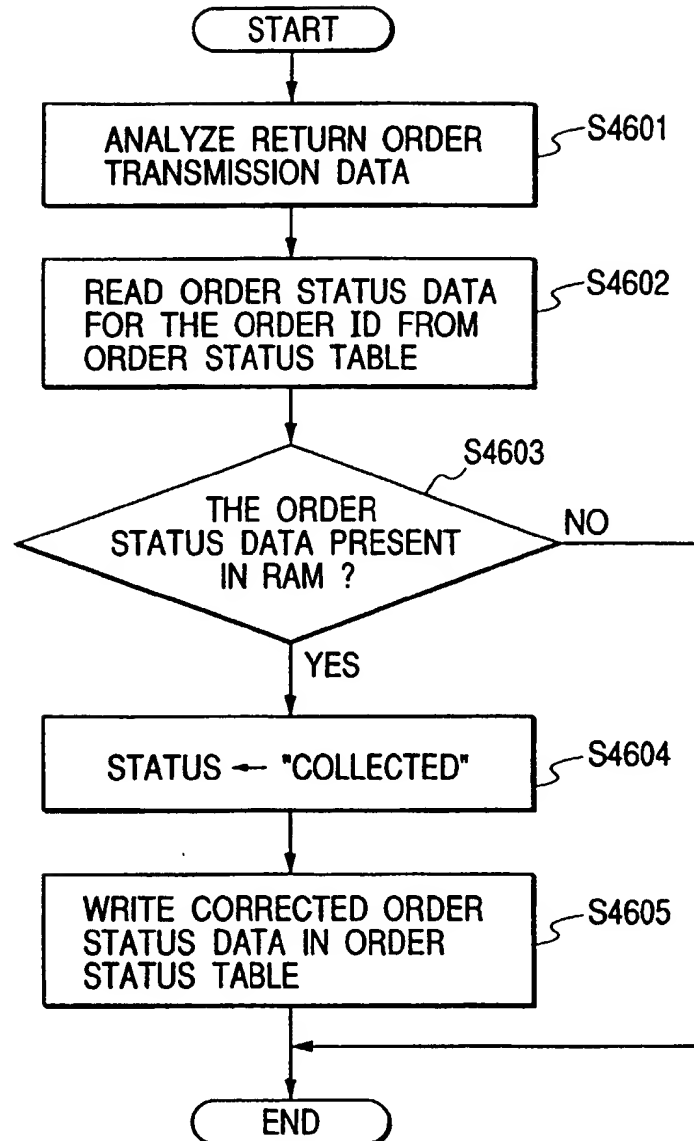 START
ANALYZE RETURN ORDER
TRANSMISSION DATA
S4601
READ ORDER STATUS DATA
FOR THE ORDER ID FROM
ORDER STATUS TABLE
S4602
S4603
THE ORDER
STATUS DATA PRESENT
IN RAM ?
NO
YES
STATUS ← "COLLECTED"
S4604
WRITE CORRECTED ORDER
STATUS DATA IN ORDER
STATUS TABLE
S4605
END